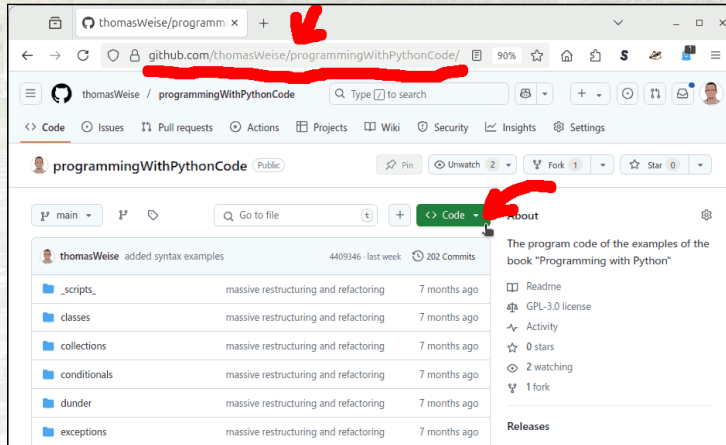 thomasWeise/programm
github.com/thomasWeise/programmingWithPythonCode/
90%
S
thomasWeise / programmingWithPythonCode
Type / to search
<> Code
Issues
Pull requests
Actions
Projects
Wiki
Security
Insights
Settings
programmingWithPythonCode
Public
Pin
Unwatch 2
Fork 1
Star 0
main
Go to file
t
<> Code
About
The program code of the examples of the
book "Programming with Python"
thomasWeise added syntax examples
4409346 · last week
202 Commits
_scripts_
massive restructuring and refactoring
7 months ago
classes
massive restructuring and refactoring
7 months ago
collections
massive restructuring and refactoring
7 months ago
conditionals
massive restructuring and refactoring
7 months ago
dunder
massive restructuring and refactoring
7 months ago
exceptions
massive restructuring and refactoring
7 months ago
Readme
GPL-3.0 license
Activity
0 stars
2 watching
1 fork
Releases